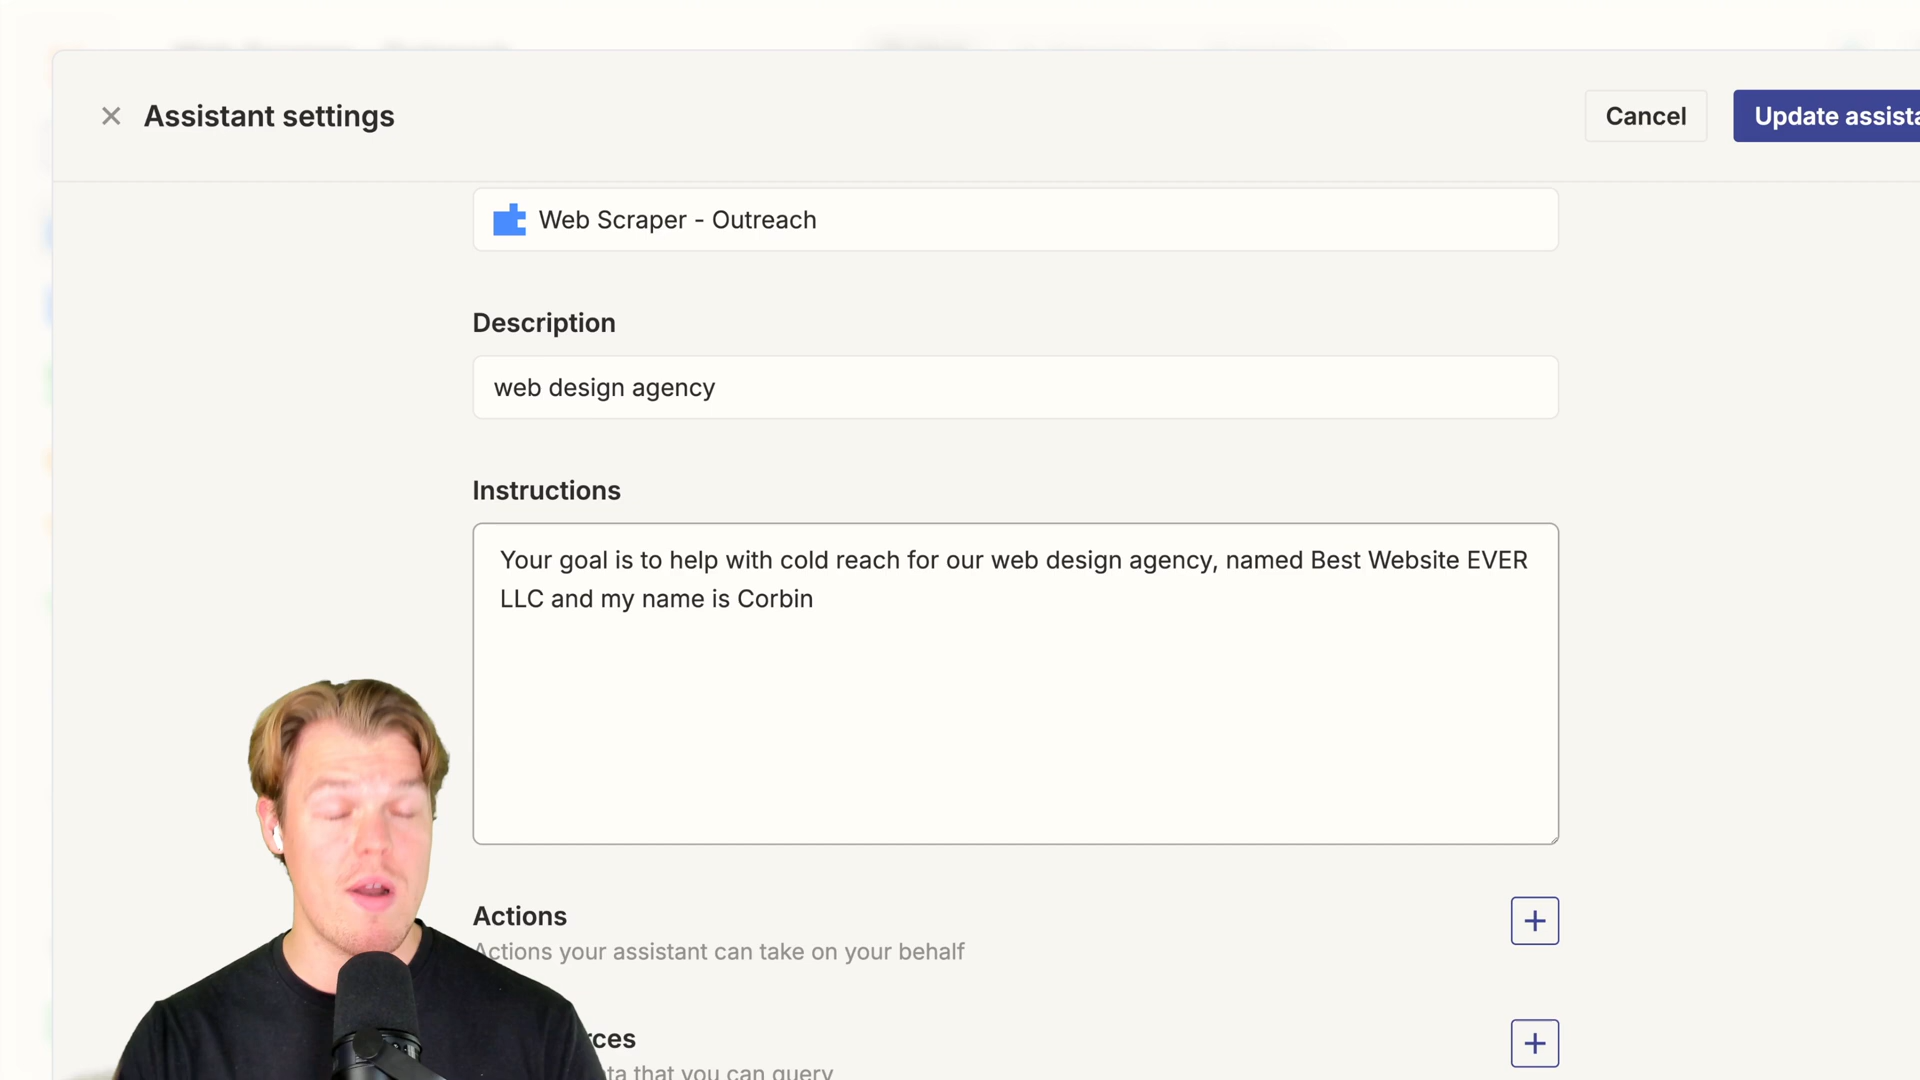 Assistant settings
Cancel
Update assista
Web Scraper - Outreach
Description
web design agency
Instructions
Your goal is to help with cold reach for our web design agency, named Best Website EVER
LLC and my name is Corbin
Actions
Actions your assistant can take on your behalf
rces
ta that you can query